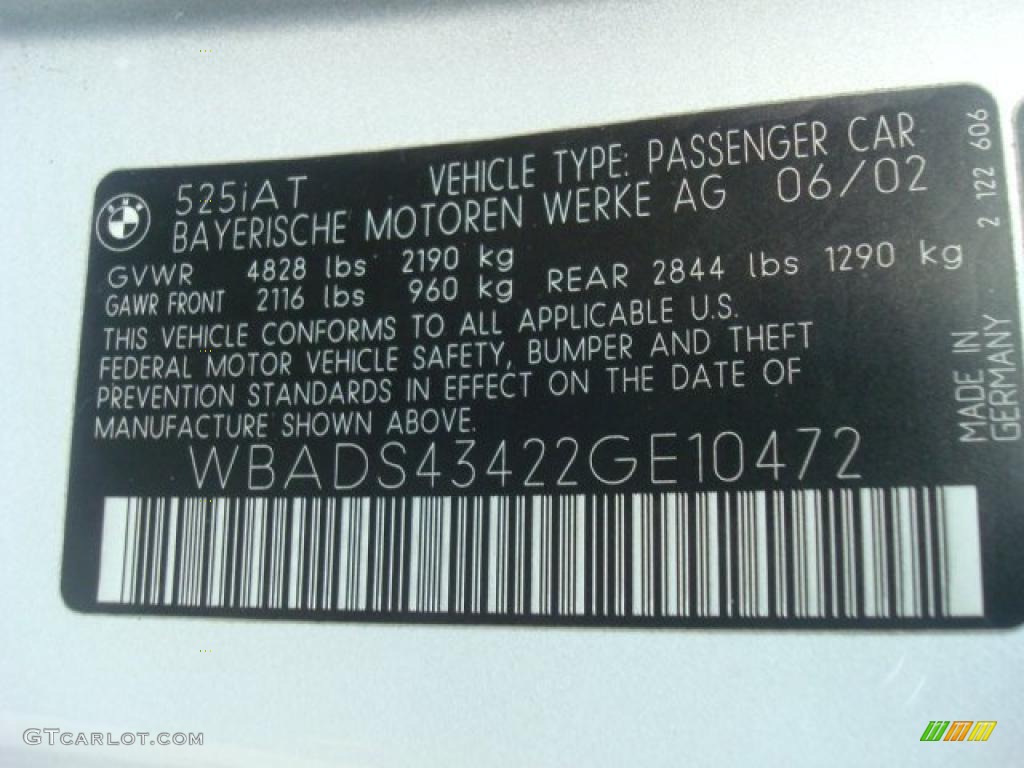 525iAT VEHICLE TYPE: PASSENGER CAR
BAYERISCHE MOTOREN WERKE AG 06/02
GVWR 4828 lbs 2190 kg
GAWR FRONT 2116 lbs 960 kg REAR 2844 lbs 1290 kg
THIS VEHICLE CONFORMS TO ALL APPLICABLE U.S.
FEDERAL MOTOR VEHICLE SAFETY, BUMPER AND THEFT
PREVENTION STANDARDS IN EFFECT ON THE DATE OF
MANUFACTURE SHOWN ABOVE.
WBADS43422GE10472
2 122 606
MADE IN
GERMANY
BMW
GTCARLOT.COM